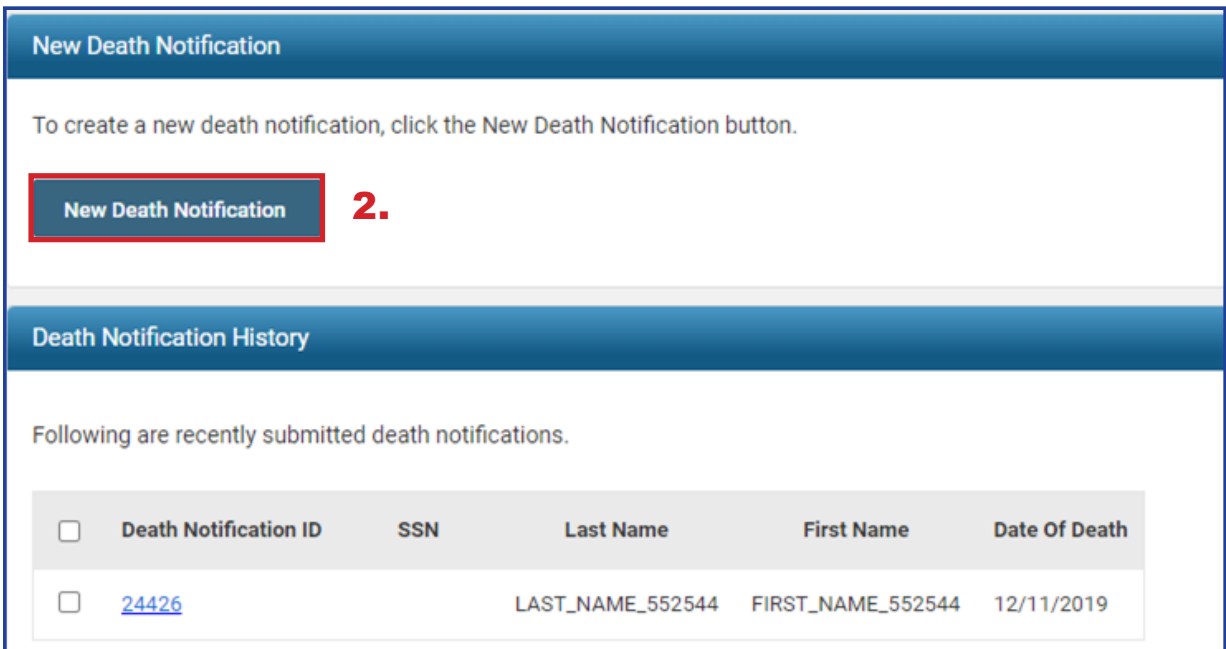 New Death Notification
To create a new death notification, click the New Death Notification button.
New Death Notification 2.
Death Notification History
Following are recently submitted death notifications.
Death Notification ID SSN Last Name First Name Date Of Death
24426 LAST_NAME_552544 FIRST_NAME_552544 12/11/2019